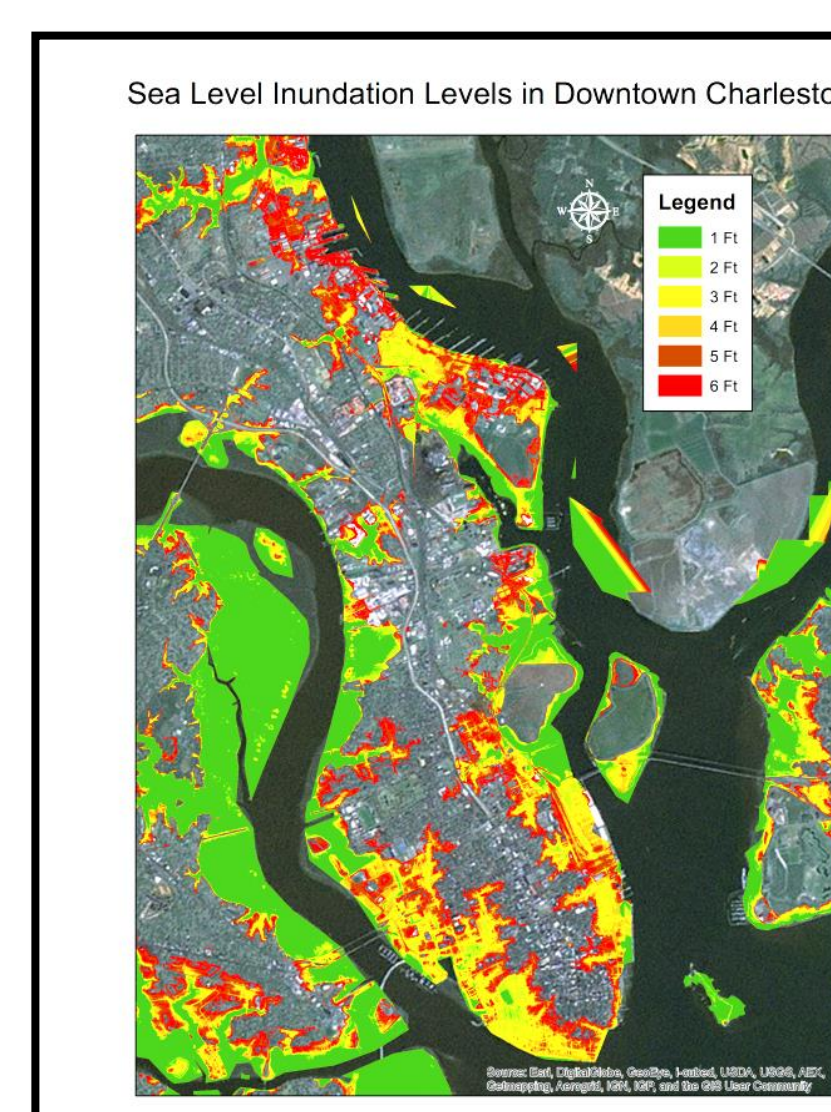 Sea Level Inundation Levels in Downtown Charlesto
N
W
E
S
Legend
1 Ft
2 Ft
3 Ft
4 Ft
5 Ft
6 Ft
Source: Esri, DigitalGlobe, GeoEye, i-cubed, USDA, USGS, AEX,
Getmapping, Aerogrid, IGN, IGP, and the GIS User Community